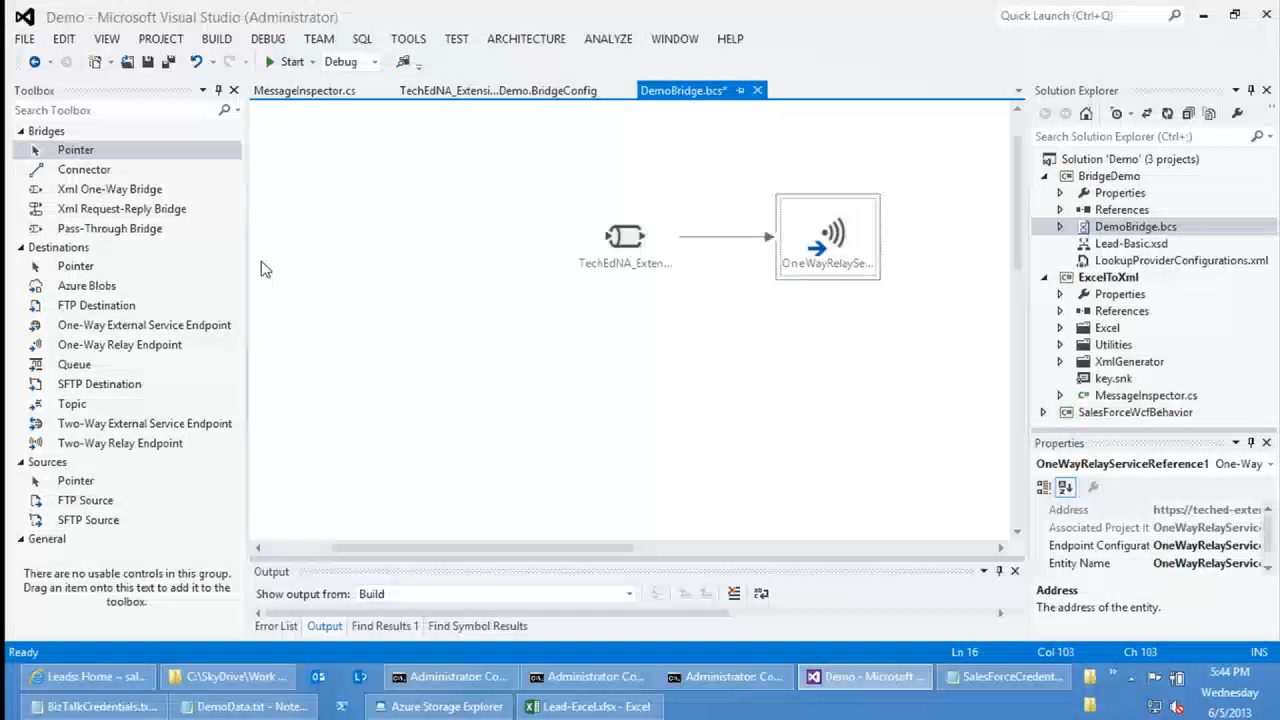 Demo - Microsoft Visual Studio (Administrator)
Quick Launch (Ctrl+Q)
FILE EDIT VIEW PROJECT BUILD DEBUG TEAM SQL TOOLS TEST ARCHITECTURE ANALYZE WINDOW HELP
Start Debug
Toolbox
Search Toolbox
Bridges
Pointer
Connector
Xml One-Way Bridge
Xml Request-Reply Bridge
Pass-Through Bridge
Destinations
Pointer
Azure Blobs
FTP Destination
One-Way External Service Endpoint
One-Way Relay Endpoint
Queue
SFTP Destination
Topic
Two-Way External Service Endpoint
Two-Way Relay Endpoint
Sources
Pointer
FTP Source
SFTP Source
General
There are no usable controls in this group.
Drag an item onto this text to add it to the
toolbox.
MessageInspector.cs TechEdNA_Extensi...Demo.BridgeConfig DemoBridge.bcs*
TechEdNA_Exten...
OneWayRelaySe...
Output
Show output from: Build
Error List Output Find Results 1 Find Symbol Results
Solution Explorer
Search Solution Explorer (Ctrl+;)
Solution 'Demo' (3 projects)
BridgeDemo
Properties
References
DemoBridge.bcs
Lead-Basic.xsd
LookupProviderConfigurations.xml
ExcelToXml
Properties
References
Excel
Utilities
XmlGenerator
key.snk
MessageInspector.cs
SalesForceWcfBehavior
Properties
OneWayRelayServiceReference1 One-Way
Address https://teched-exter
Associated Project It OneWayRelayServic
Endpoint Configurat OneWayRelayServic
Entity Name OneWayRelayServic
Address
The address of the entity.
Ready Ln 16 Col 103 Ch 103 INS
Leads: Home ~ sal... C:\SkyDrive\Work ... Administrator: Co... Administrator: Co... Administrator: Co... Demo - Microsoft ... SalesForceCredent...
BizTalkCredentials.tx... DemoData.txt - Note... Azure Storage Explorer Lead-Excel.xlsx - Excel
5:44 PM
Wednesday
6/5/2013